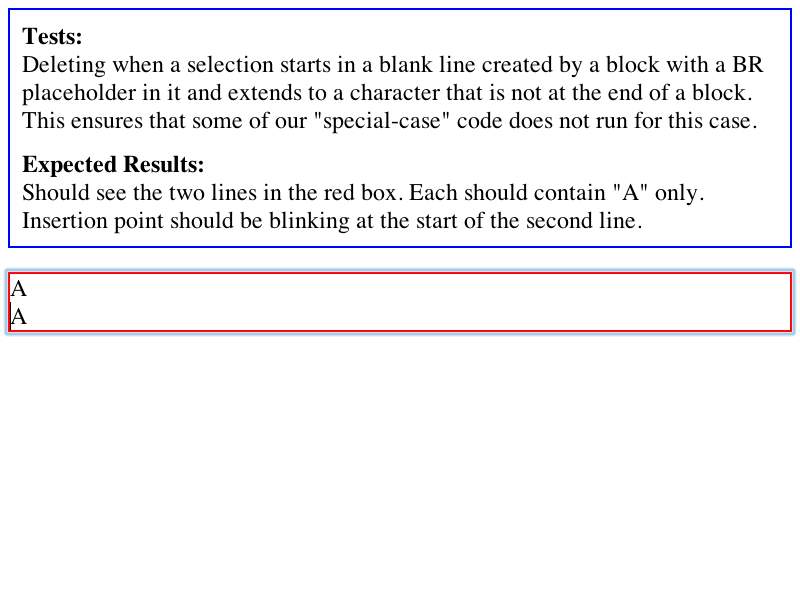 Tests:
Deleting when a selection starts in a blank line created by a block with a BR
placeholder in it and extends to a character that is not at the end of a block.
This ensures that some of our "special-case" code does not run for this case.
Expected Results:
Should see the two lines in the red box. Each should contain "A" only.
Insertion point should be blinking at the start of the second line.
A
A